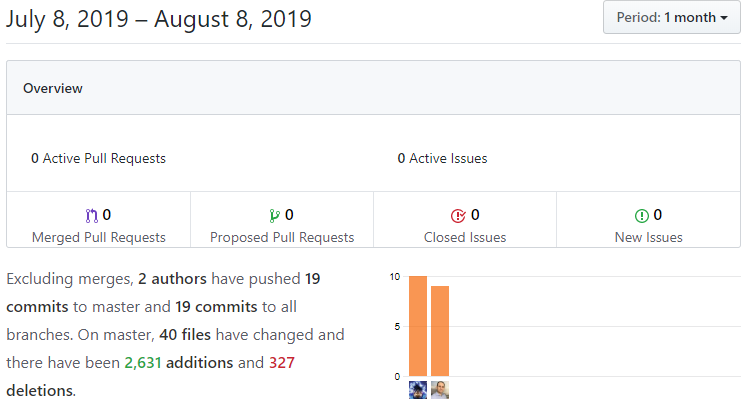 July 8, 2019 – August 8, 2019
Period: 1 month
Overview
0 Active Pull Requests
0 Active Issues
0
Merged Pull Requests
0
Proposed Pull Requests
0
Closed Issues
0
New Issues
Excluding merges, 2 authors have pushed 19
commits to master and 19 commits to all
branches. On master, 40 files have changed and
there have been 2,631 additions and 327
deletions.
10
5
0